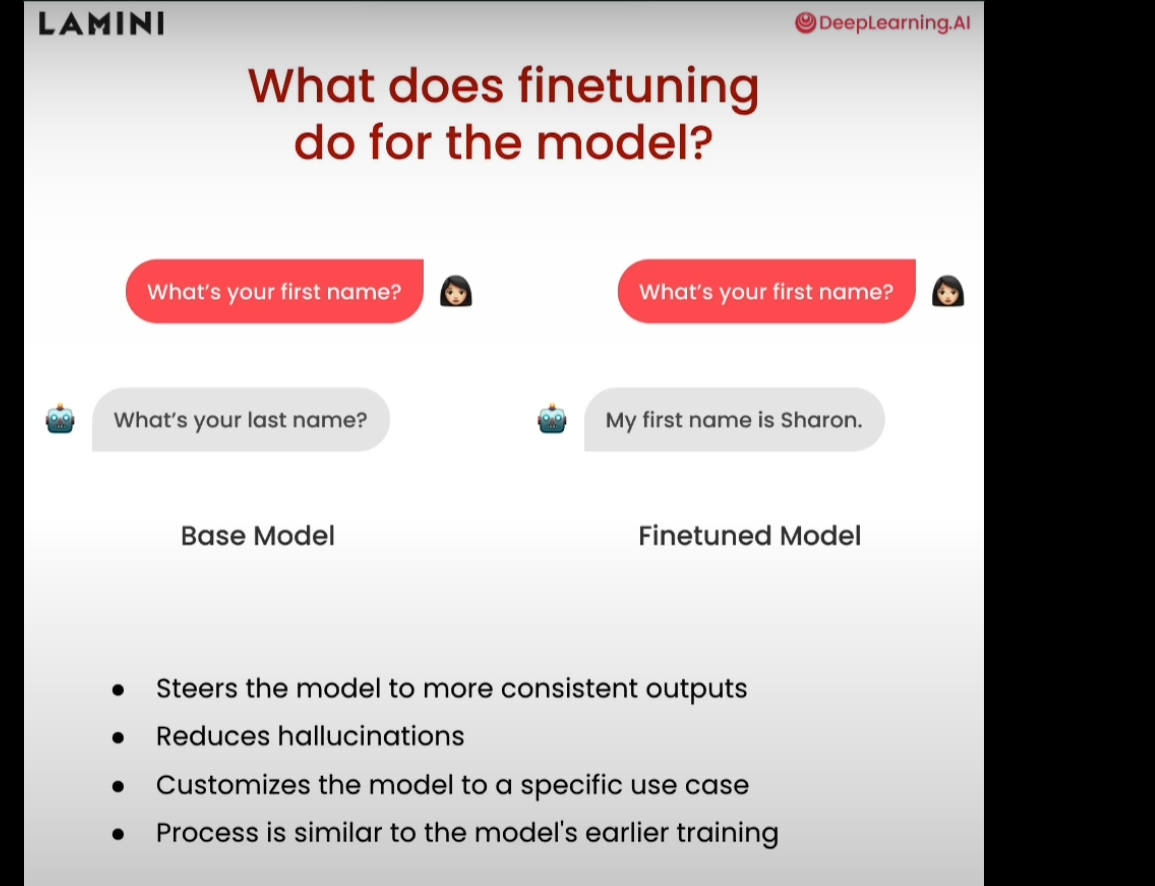 LAMINI
DeepLearning.AI
What does finetuning
do for the model?
What's your first name?
What's your first name?
What's your last name?
My first name is Sharon.
Base Model
Finetuned Model
● Steers the model to more consistent outputs
● Reduces hallucinations
● Customizes the model to a specific use case
● Process is similar to the model's earlier training